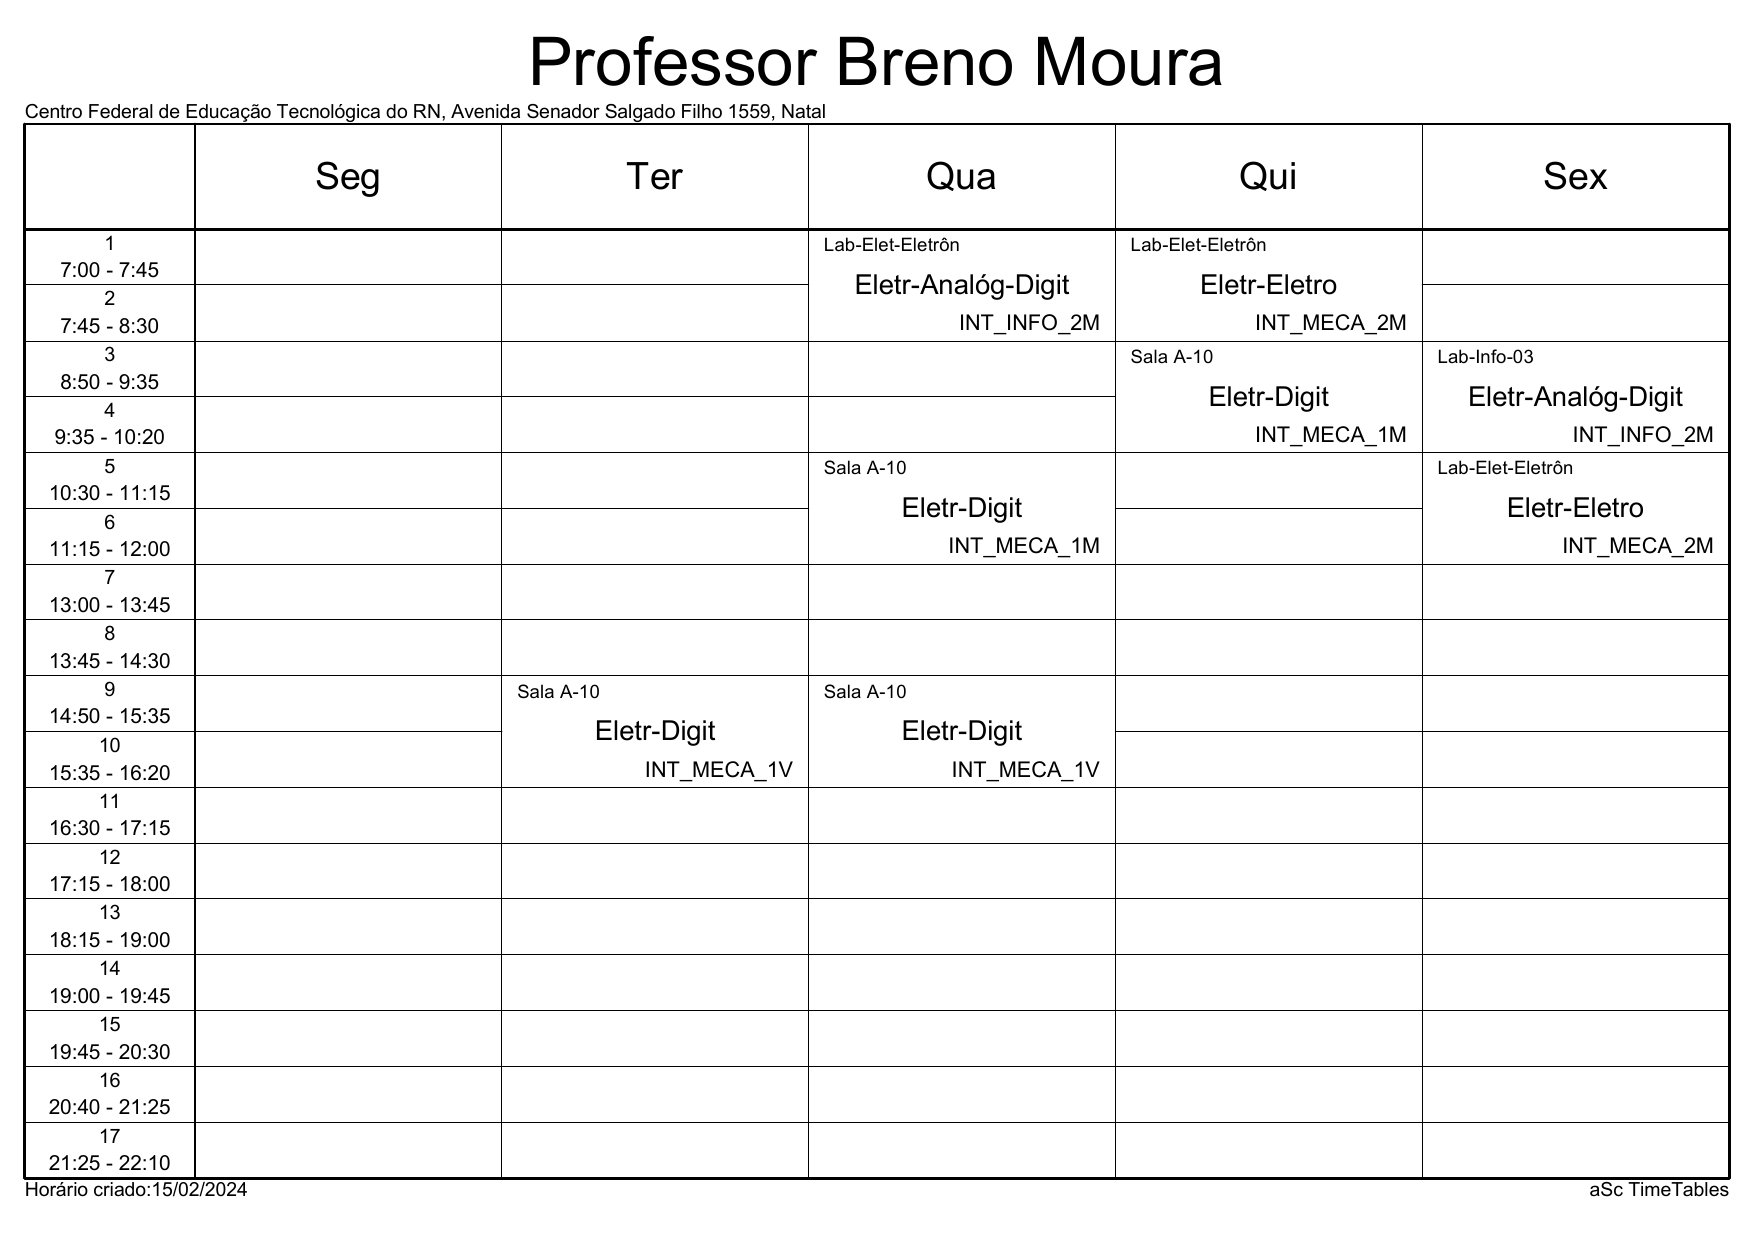 Professor Breno Moura
Centro Federal de Educação Tecnológica do RN, Avenida Senador Salgado Filho 1559, Natal
Seg Ter Qua Qui Sex
1
7:00 - 7:45
2
7:45 - 8:30
Lab-Elet-Eletrôn
Eletr-Analóg-Digit
INT_INFO_2M
Lab-Elet-Eletrôn
Eletr-Eletro
INT_MECA_2M
3
8:50 - 9:35
4
9:35 - 10:20
Sala A-10
Eletr-Digit
INT_MECA_1M
Lab-Info-03
Eletr-Analóg-Digit
INT_INFO_2M
5
10:30 - 11:15
6
11:15 - 12:00
Sala A-10
Eletr-Digit
INT_MECA_1M
Lab-Elet-Eletrôn
Eletr-Eletro
INT_MECA_2M
7
13:00 - 13:45
8
13:45 - 14:30
9
14:50 - 15:35
10
15:35 - 16:20
Sala A-10
Eletr-Digit
INT_MECA_1V
Sala A-10
Eletr-Digit
INT_MECA_1V
11
16:30 - 17:15
12
17:15 - 18:00
13
18:15 - 19:00
14
19:00 - 19:45
15
19:45 - 20:30
16
20:40 - 21:25
17
21:25 - 22:10
Horário criado:15/02/2024
aSc TimeTables